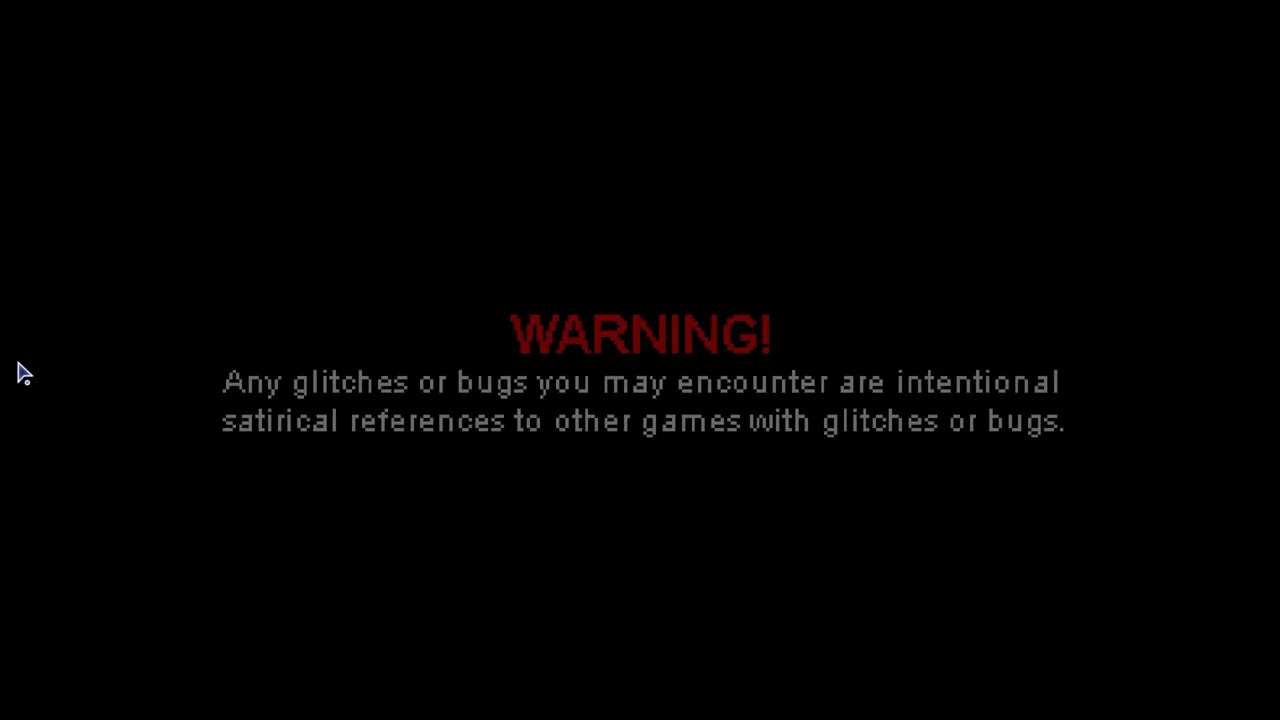 WARNING!
Any glitches or bugs you may encounter are intentional
satirical references to other games with glitches or bugs.